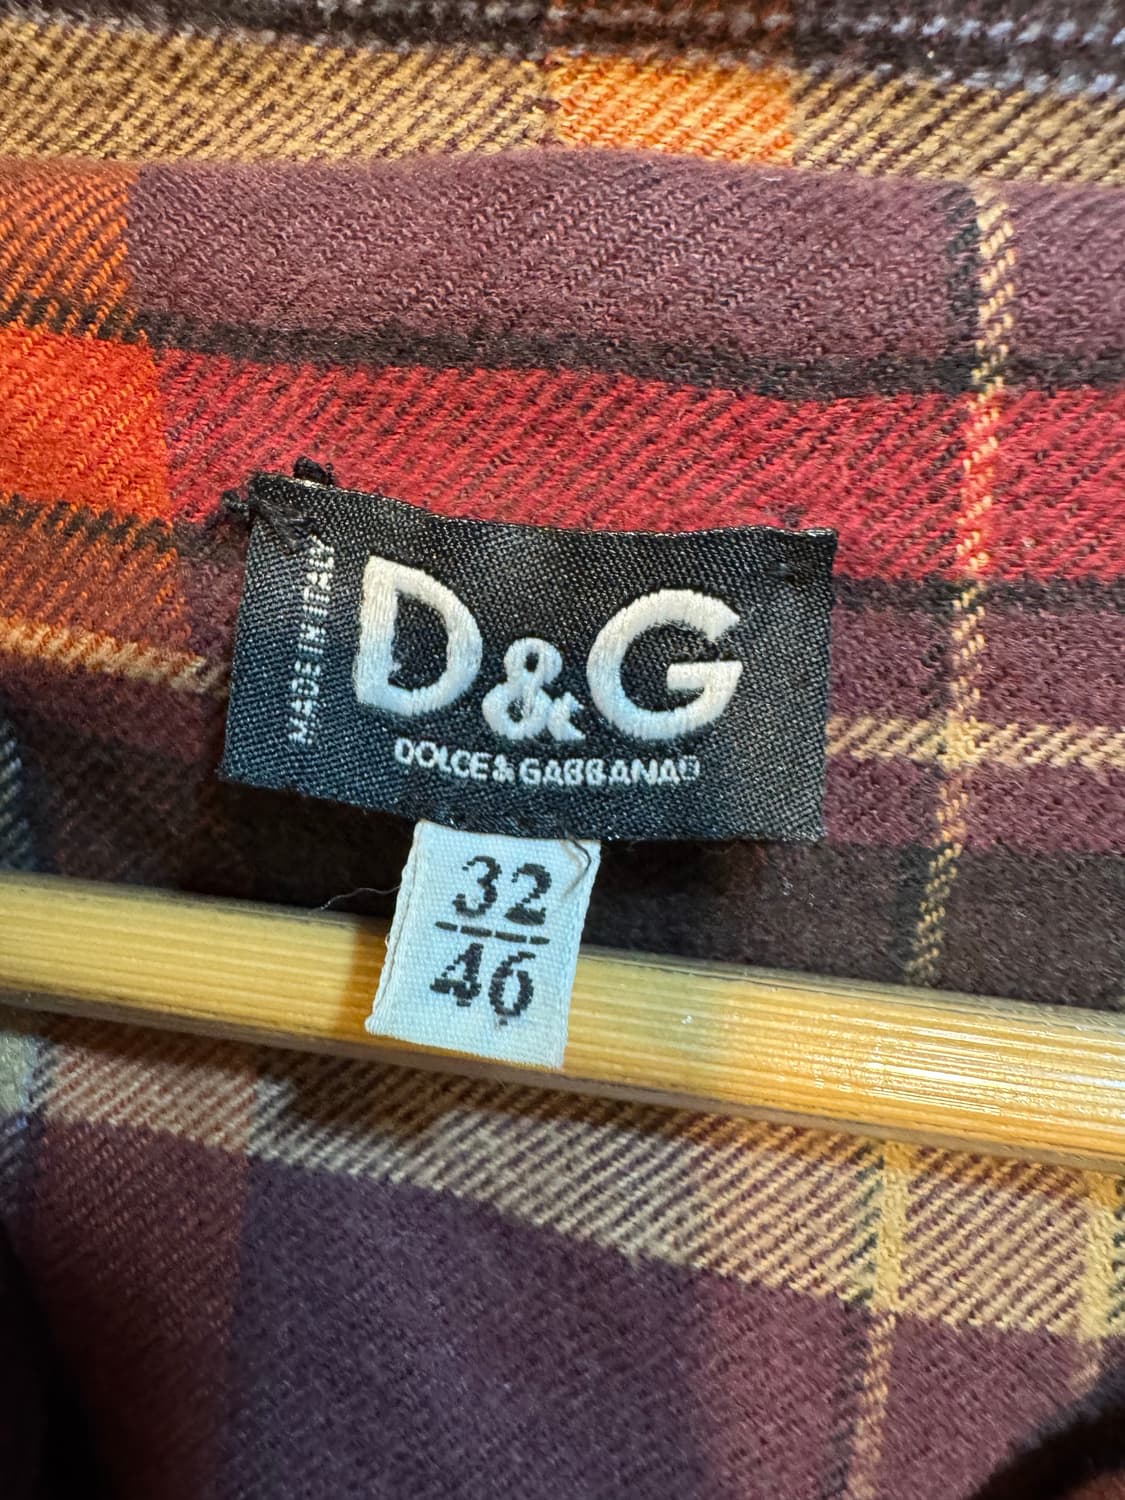 MADE IN ITALY
D&G
DOLCE&GABBANA
32
46